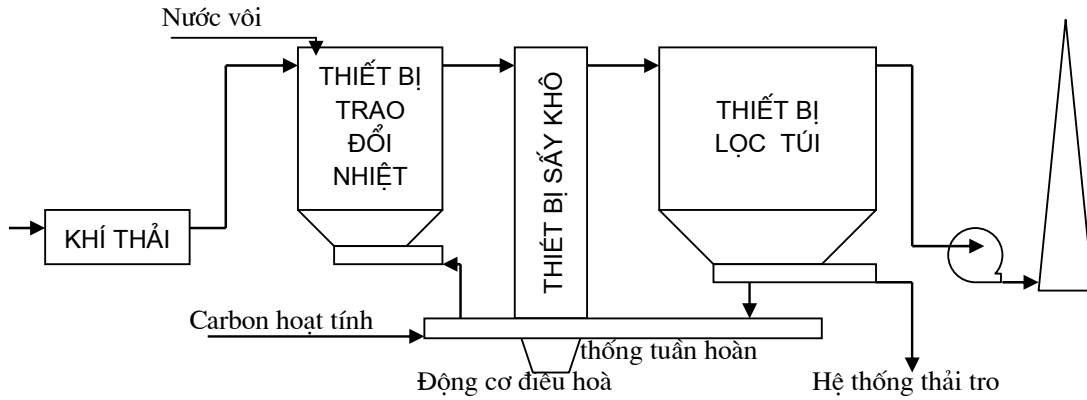 Nước vôi
THIẾT BỊ
TRAO
ĐỔI
NHIỆT
THIẾT BỊ SẤY KHÔ
THIẾT BỊ
LỌC TÚI
KHÍ THẢI
Carbon hoạt tính
thống tuần hoàn
Động cơ điều hoà
Hệ thống thải tro